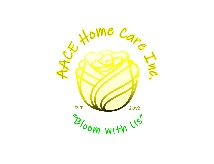 AACE Home Care Inc.
"Bloom with Us"